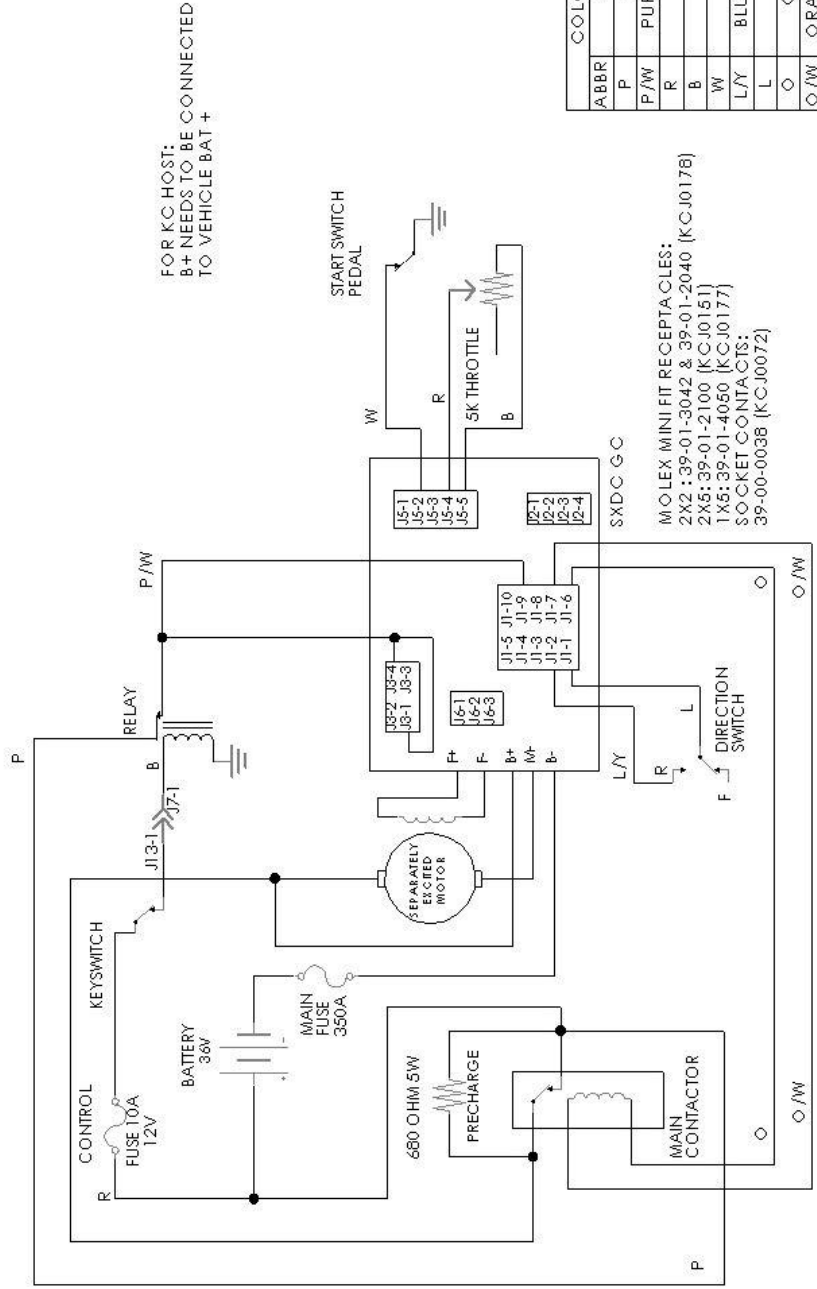 P
FOR KC HOST:
B+ NEEDS TO BE CONNECTED
TO VEHICLE BAT +
CONTROL
FUSE 10A
12V
R
KEYSWITCH
J13-1
J7-1
B
RELAY
P/W
START SWITCH
PEDAL
W
R
5K THROTTLE
B
BATTERY
36V
+
-
MAIN
FUSE
350A
SEPARATELY
EXCITED
MOTOR
F+
F-
B+
M-
B-
J3-2 J3-4
J3-1 J3-3
J6-1
J6-2
J6-3
J5-1
J5-2
J5-3
J5-4
J5-5
J2-1
J2-2
J2-3
J2-4
J1-5 J1-10
J1-4 J1-9
J1-3 J1-8
J1-2 J1-7
J1-1 J1-6
SXDC GC
680 OHM 5W
PRECHARGE
MAIN
CONTACTOR
L/Y
R
L
F
DIRECTION
SWITCH
MOLEX MINI FIT RECEPTACLES:
2X2 : 39-01-3042 & 39-01-2040 (KCJ0178)
2X5: 39-01-2100 (KCJ0151)
1X5: 39-01-4050 (KCJ0177)
SOCKET CONTACTS:
39-00-0038 (KCJ0072)
P
O
O
O/W
O/W
COLO
ABBR
P
P/W PUR
R
B
W
L/Y BLU
L
O
O/W ORA